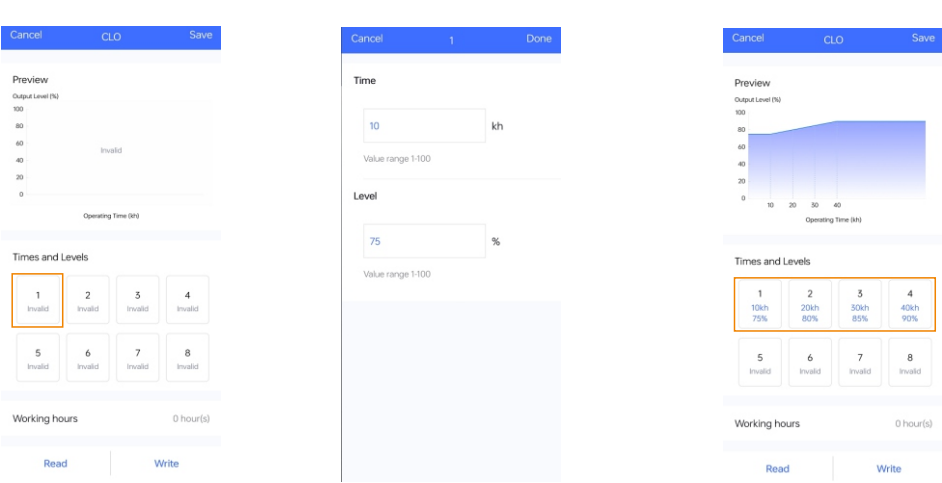 Cancel CLO Save
Preview
Output Level (%)
100
80
60
40
20
0
Invalid
Operating Time (kh)
Times and Levels
1 2 3 4
Invalid Invalid Invalid Invalid
5 6 7 8
Invalid Invalid Invalid Invalid
Working hours 0 hour(s)
Read Write
Cancel 1 Done
Time
10 kh
Value range 1-100
Level
75 %
Value range 1-100
Cancel CLO Save
Preview
Output Level (%)
100
80
60
40
20
0
10 20 30 40
Operating Time (kh)
Times and Levels
1 2 3 4
10kh 20kh 30kh 40kh
75% 80% 85% 90%
5 6 7 8
Invalid Invalid Invalid Invalid
Working hours 0 hour(s)
Read Write